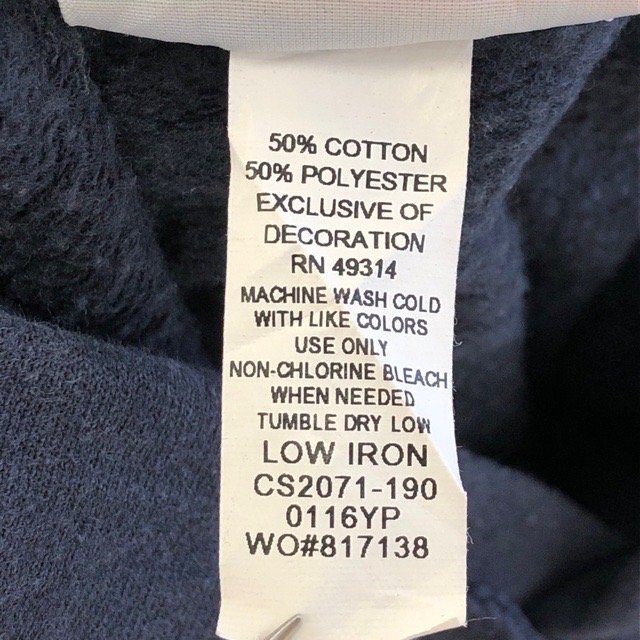 50% COTTON
50% POLYESTER
EXCLUSIVE OF
DECORATION
RN 49314
MACHINE WASH COLD
WITH LIKE COLORS
USE ONLY
NON-CHLORINE BLEACH
WHEN NEEDED
TUMBLE DRY LOW
LOW IRON
CS2071-190
0116YP
WO#817138